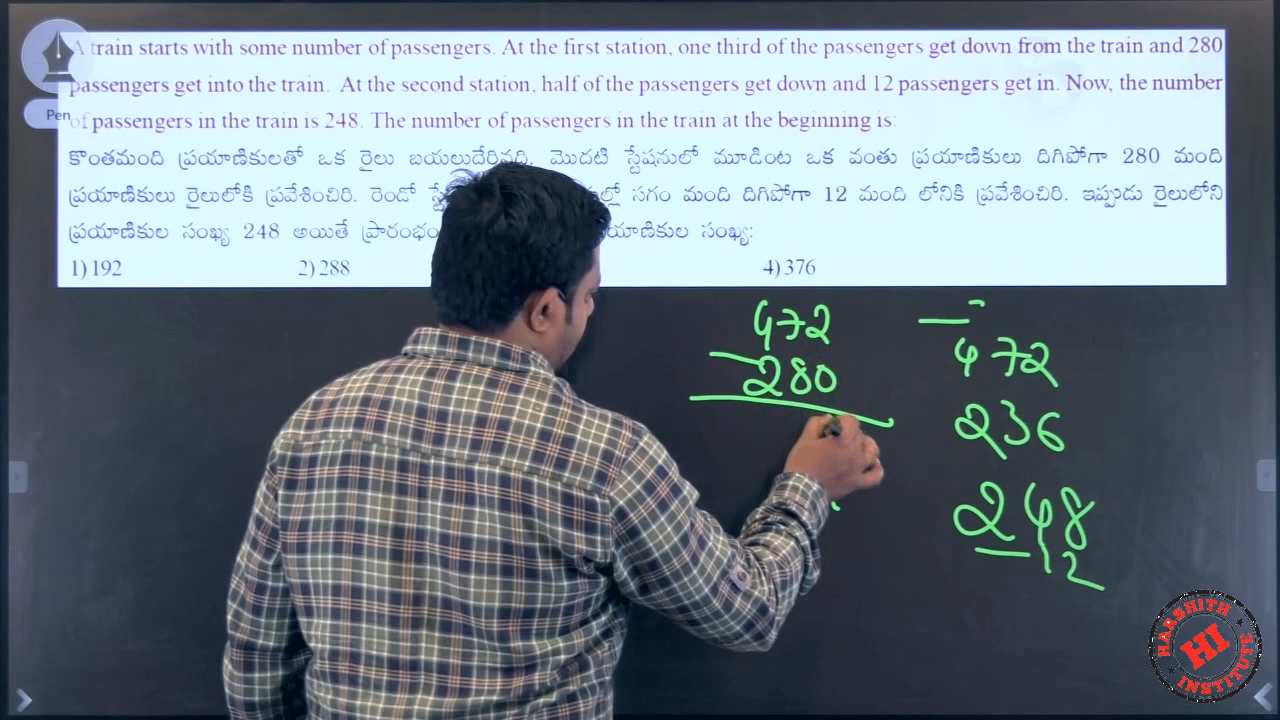 A train starts with some number of passengers. At the first station, one third of the passengers get down from the train and 280
passengers get into the train. At the second station, half of the passengers get down and 12 passengers get in. Now, the number
of passengers in the train is 248. The number of passengers in the train at the beginning is:
కొంతమంది ప్రయాణికులతో ఒక రైలు బయలుదేరినది. మొదటి స్టేషనులో మూడింట ఒక వంతు ప్రయాణికులు దిగిపోగా 280 మంది
ప్రయాణికులు రైలులోకి ప్రవేశించిరి. రెండో సగం మంది దిగిపోగా 12 మంది లోనికి ప్రవేశించిరి. ఇప్పుడు రైలులోని
ప్రయాణికుల సంఖ్య 248 అయితే సంఖ్య:
1) 192 2) 288 4) 376
Pen
472
280
472
236
248
12
HARSHITH
HI
INSTITUTE